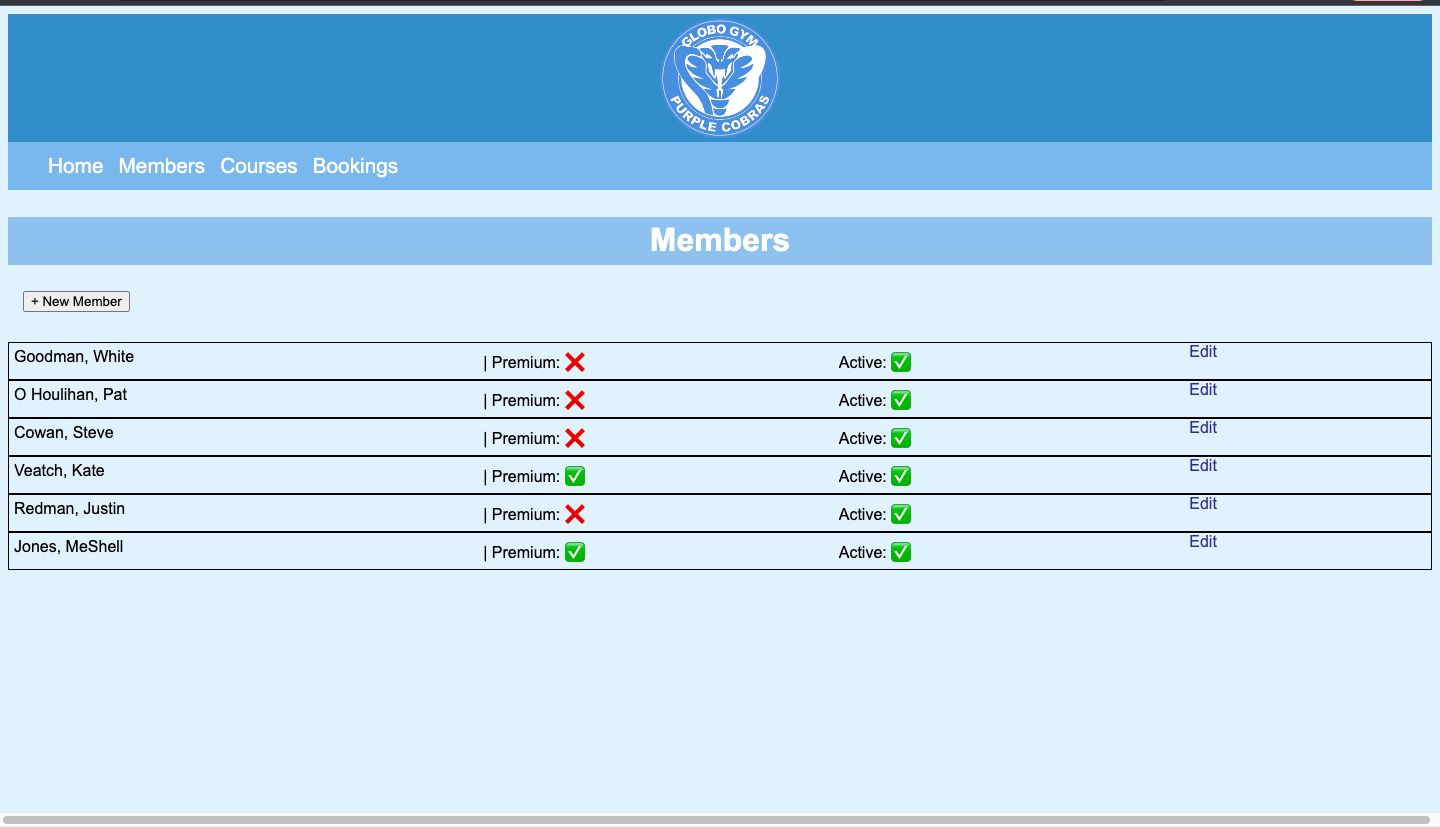 GLOBO GYM
PURPLE COBRAS
Home Members Courses Bookings
Members
+ New Member
Goodman, White | Premium: ❌ Active: ✅ Edit
O Houlihan, Pat | Premium: ❌ Active: ✅ Edit
Cowan, Steve | Premium: ❌ Active: ✅ Edit
Veatch, Kate | Premium: ✅ Active: ✅ Edit
Redman, Justin | Premium: ❌ Active: ✅ Edit
Jones, MeShell | Premium: ✅ Active: ✅ Edit